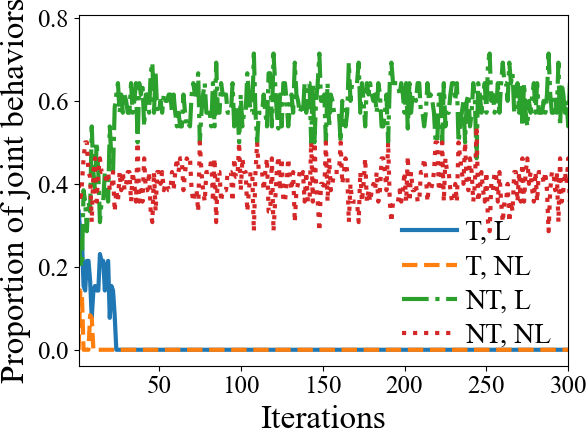 Proportion of joint behaviors
0.8
0.6
0.4
0.2
0.0
T, L
T, NL
NT, L
NT, NL
50
100
150
200
250
300
Iterations